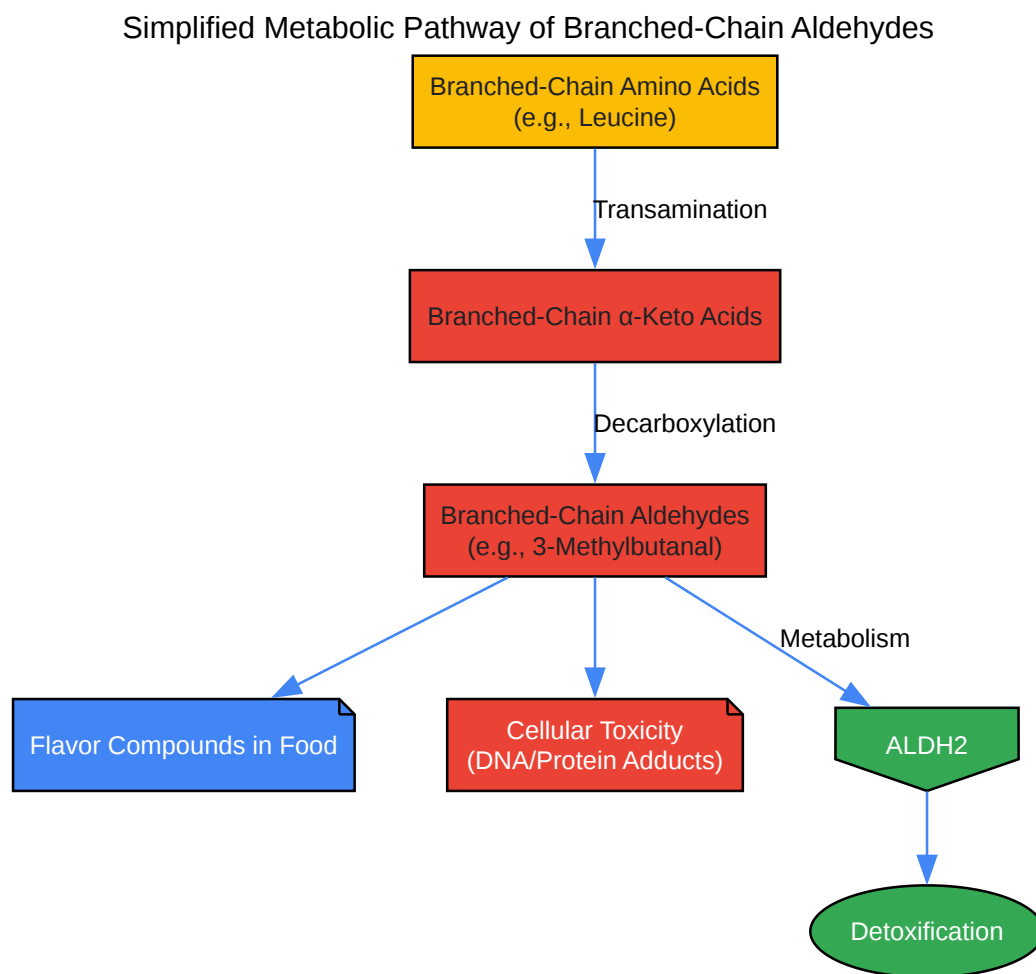 Simplified Metabolic Pathway of Branched-Chain Aldehydes
Branched-Chain Amino Acids
(e.g., Leucine)
Transamination
Branched-Chain α-Keto Acids
Decarboxylation
Branched-Chain Aldehydes
(e.g., 3-Methylbutanal)
Metabolism
Flavor Compounds in Food
Cellular Toxicity
(DNA/Protein Adducts)
ALDH2
Detoxification